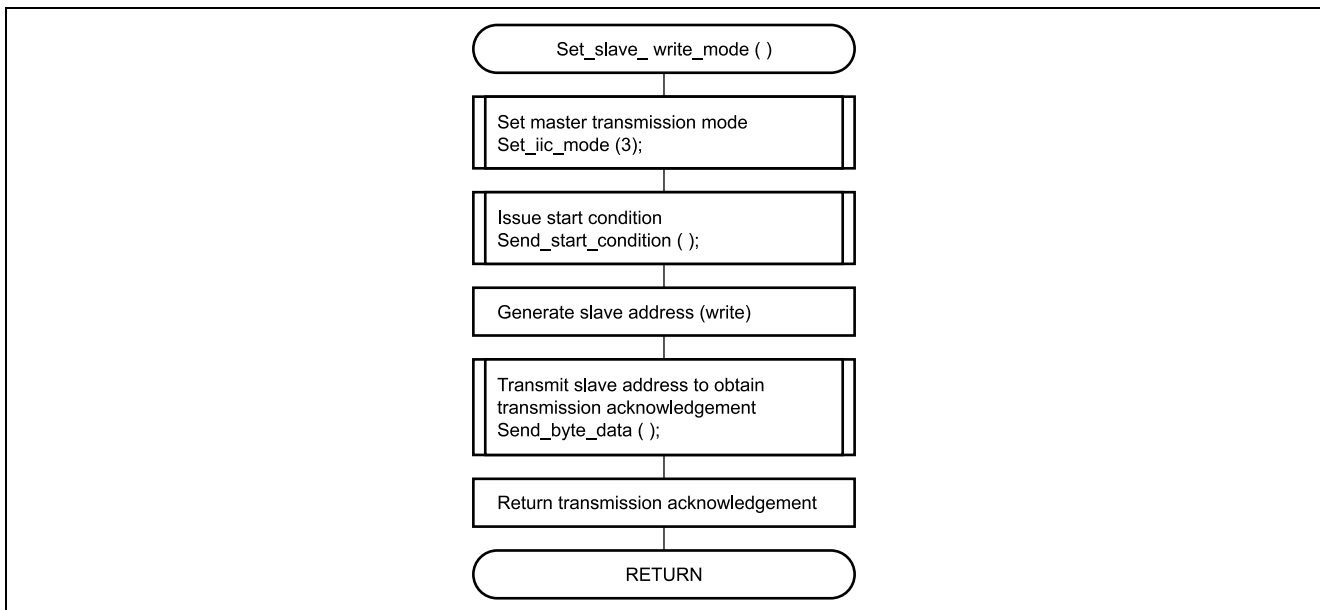 Set_slave_ write_mode ( )
Set master transmission mode
Set_iic_mode (3);
Issue start condition
Send_start_condition ( );
Generate slave address (write)
Transmit slave address to obtain
transmission acknowledgement
Send_byte_data ( );
Return transmission acknowledgement
RETURN